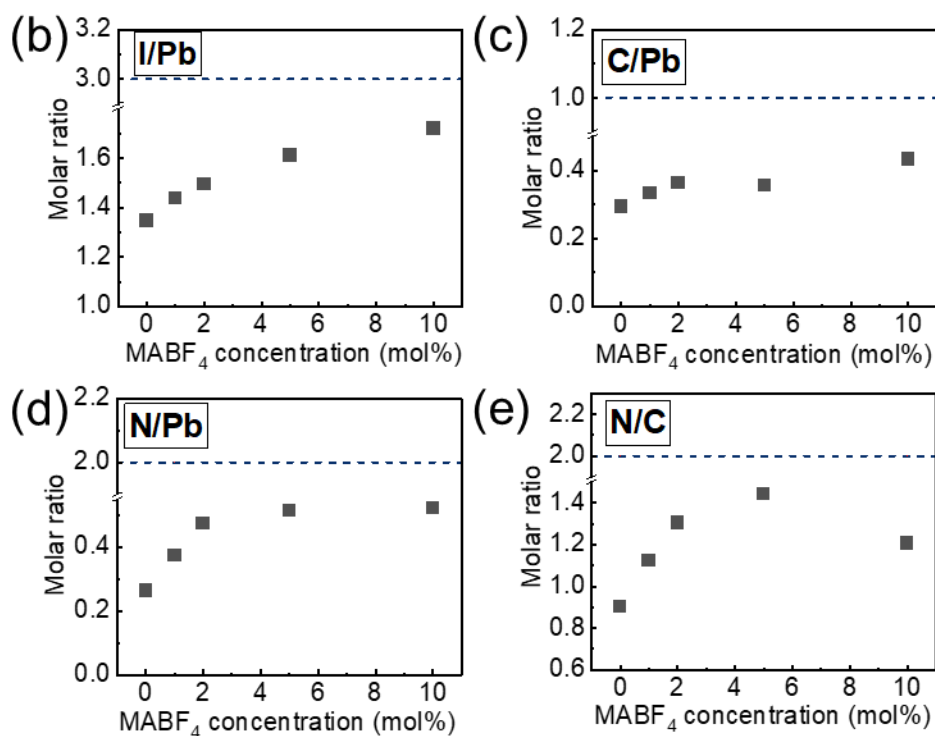 (b)
I/Pb
3.2
3.0
1.6
1.4
1.2
1.0
Molar ratio
0 2 4 6 8 10
MABF₄ concentration (mol%)
(c)
C/Pb
1.2
1.0
0.4
0.2
0.0
Molar ratio
0 2 4 6 8 10
MABF₄ concentration (mol%)
(d)
N/Pb
2.2
2.0
0.4
0.2
0.0
Molar ratio
0 2 4 6 8 10
MABF₄ concentration (mol%)
(e)
N/C
2.2
2.0
1.4
1.2
1.0
0.8
0.6
Molar ratio
0 2 4 6 8 10
MABF₄ concentration (mol%)